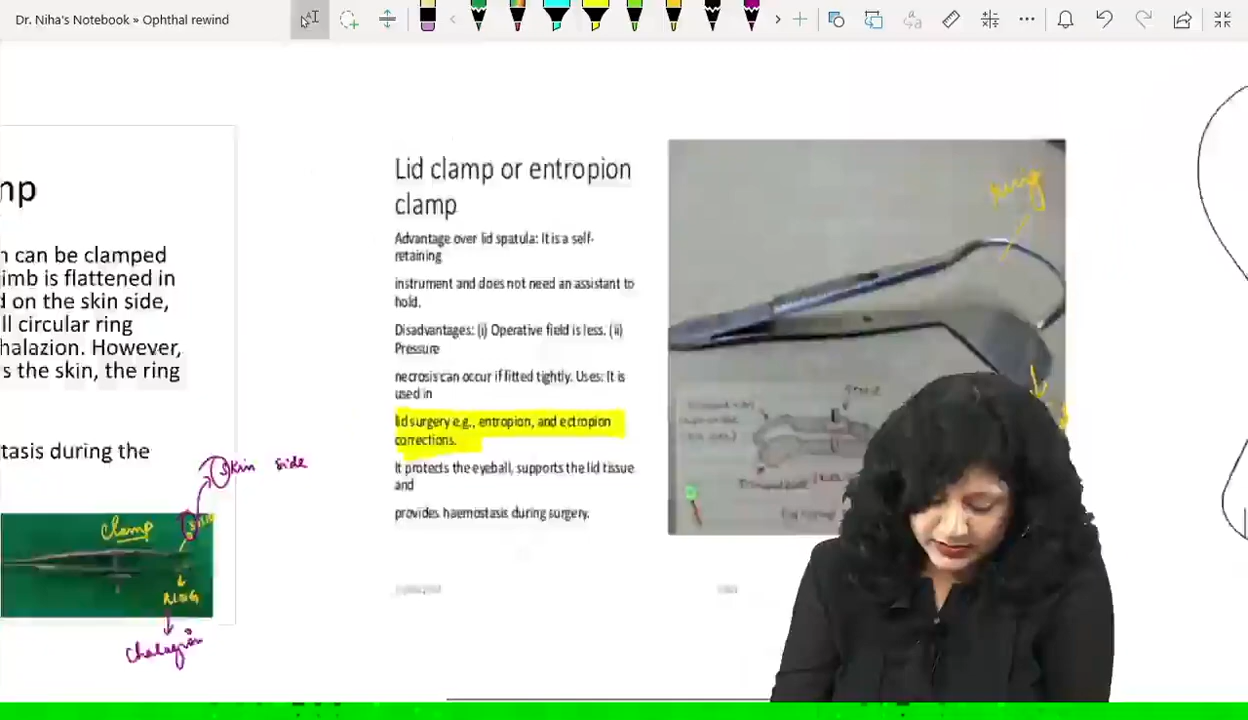 Dr. Niha's Notebook » Ophthal rewind
mp
n can be clamped
imb is flattened in
d on the skin side,
ll circular ring
halazion. However,
s the skin, the ring
tasis during the
skin side
Clamp
RING
chalazion
Lid clamp or entropion
clamp
Advantage over lid spatula: It is a self-
retaining
instrument and does not need an assistant to
hold.
Disadvantages: (i) Operative field is less. (ii)
Pressure
necrosis can occur if fitted tightly. Uses: It is
used in
lid surgery e.g., entropion, and ectropion
corrections.
It protects the eyeball, supports the lid tissue
and
provides haemostasis during surgery.
ring